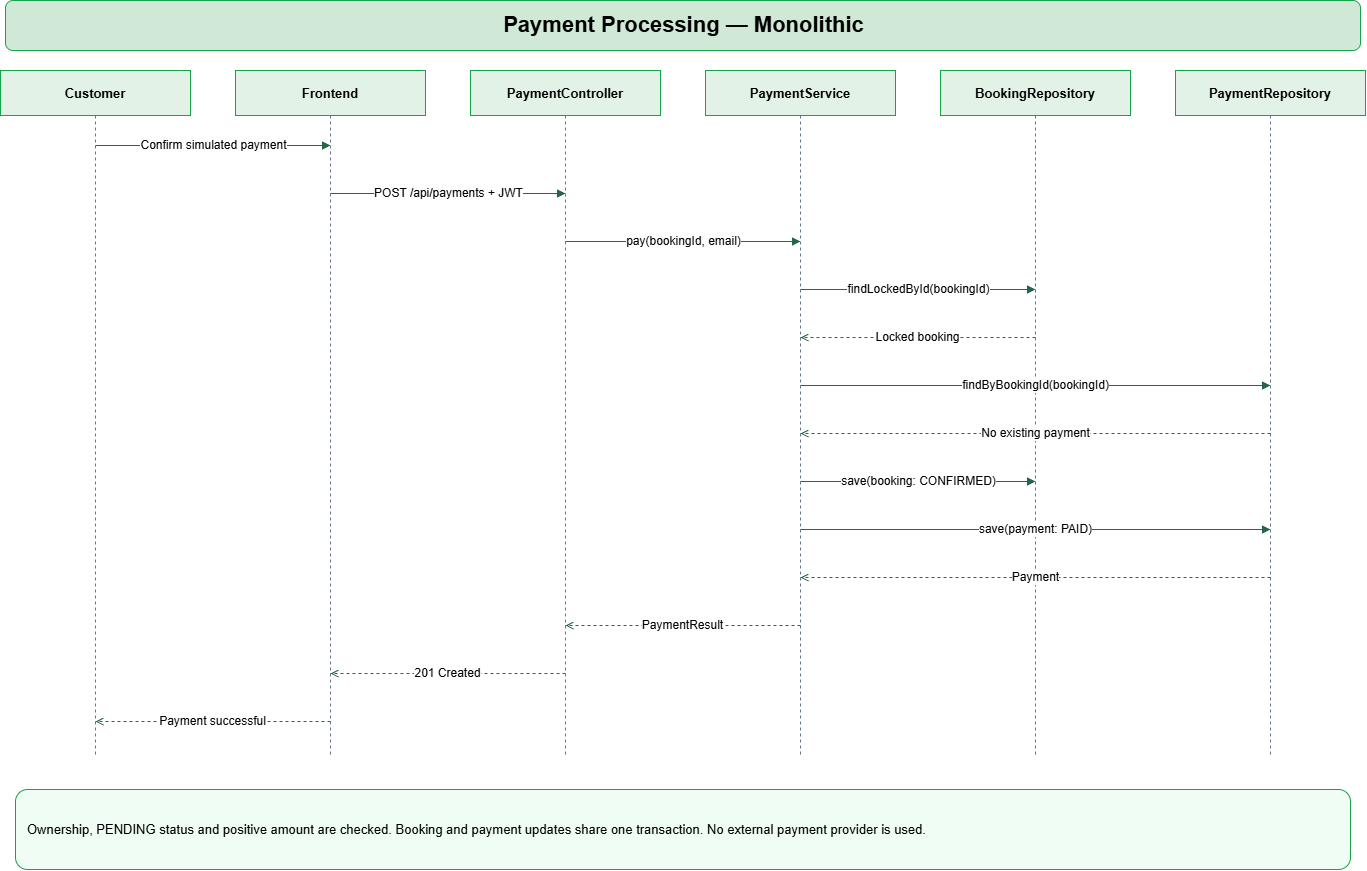 Payment Processing — Monolithic
Customer
Frontend
PaymentController
PaymentService
BookingRepository
PaymentRepository
Confirm simulated payment
POST /api/payments + JWT
pay(bookingId, email)
findLockedById(bookingId)
Locked booking
findByBookingId(bookingId)
No existing payment
save(booking: CONFIRMED)
save(payment: PAID)
Payment
PaymentResult
201 Created
Payment successful
Ownership, PENDING status and positive amount are checked. Booking and payment updates share one transaction. No external payment provider is used.